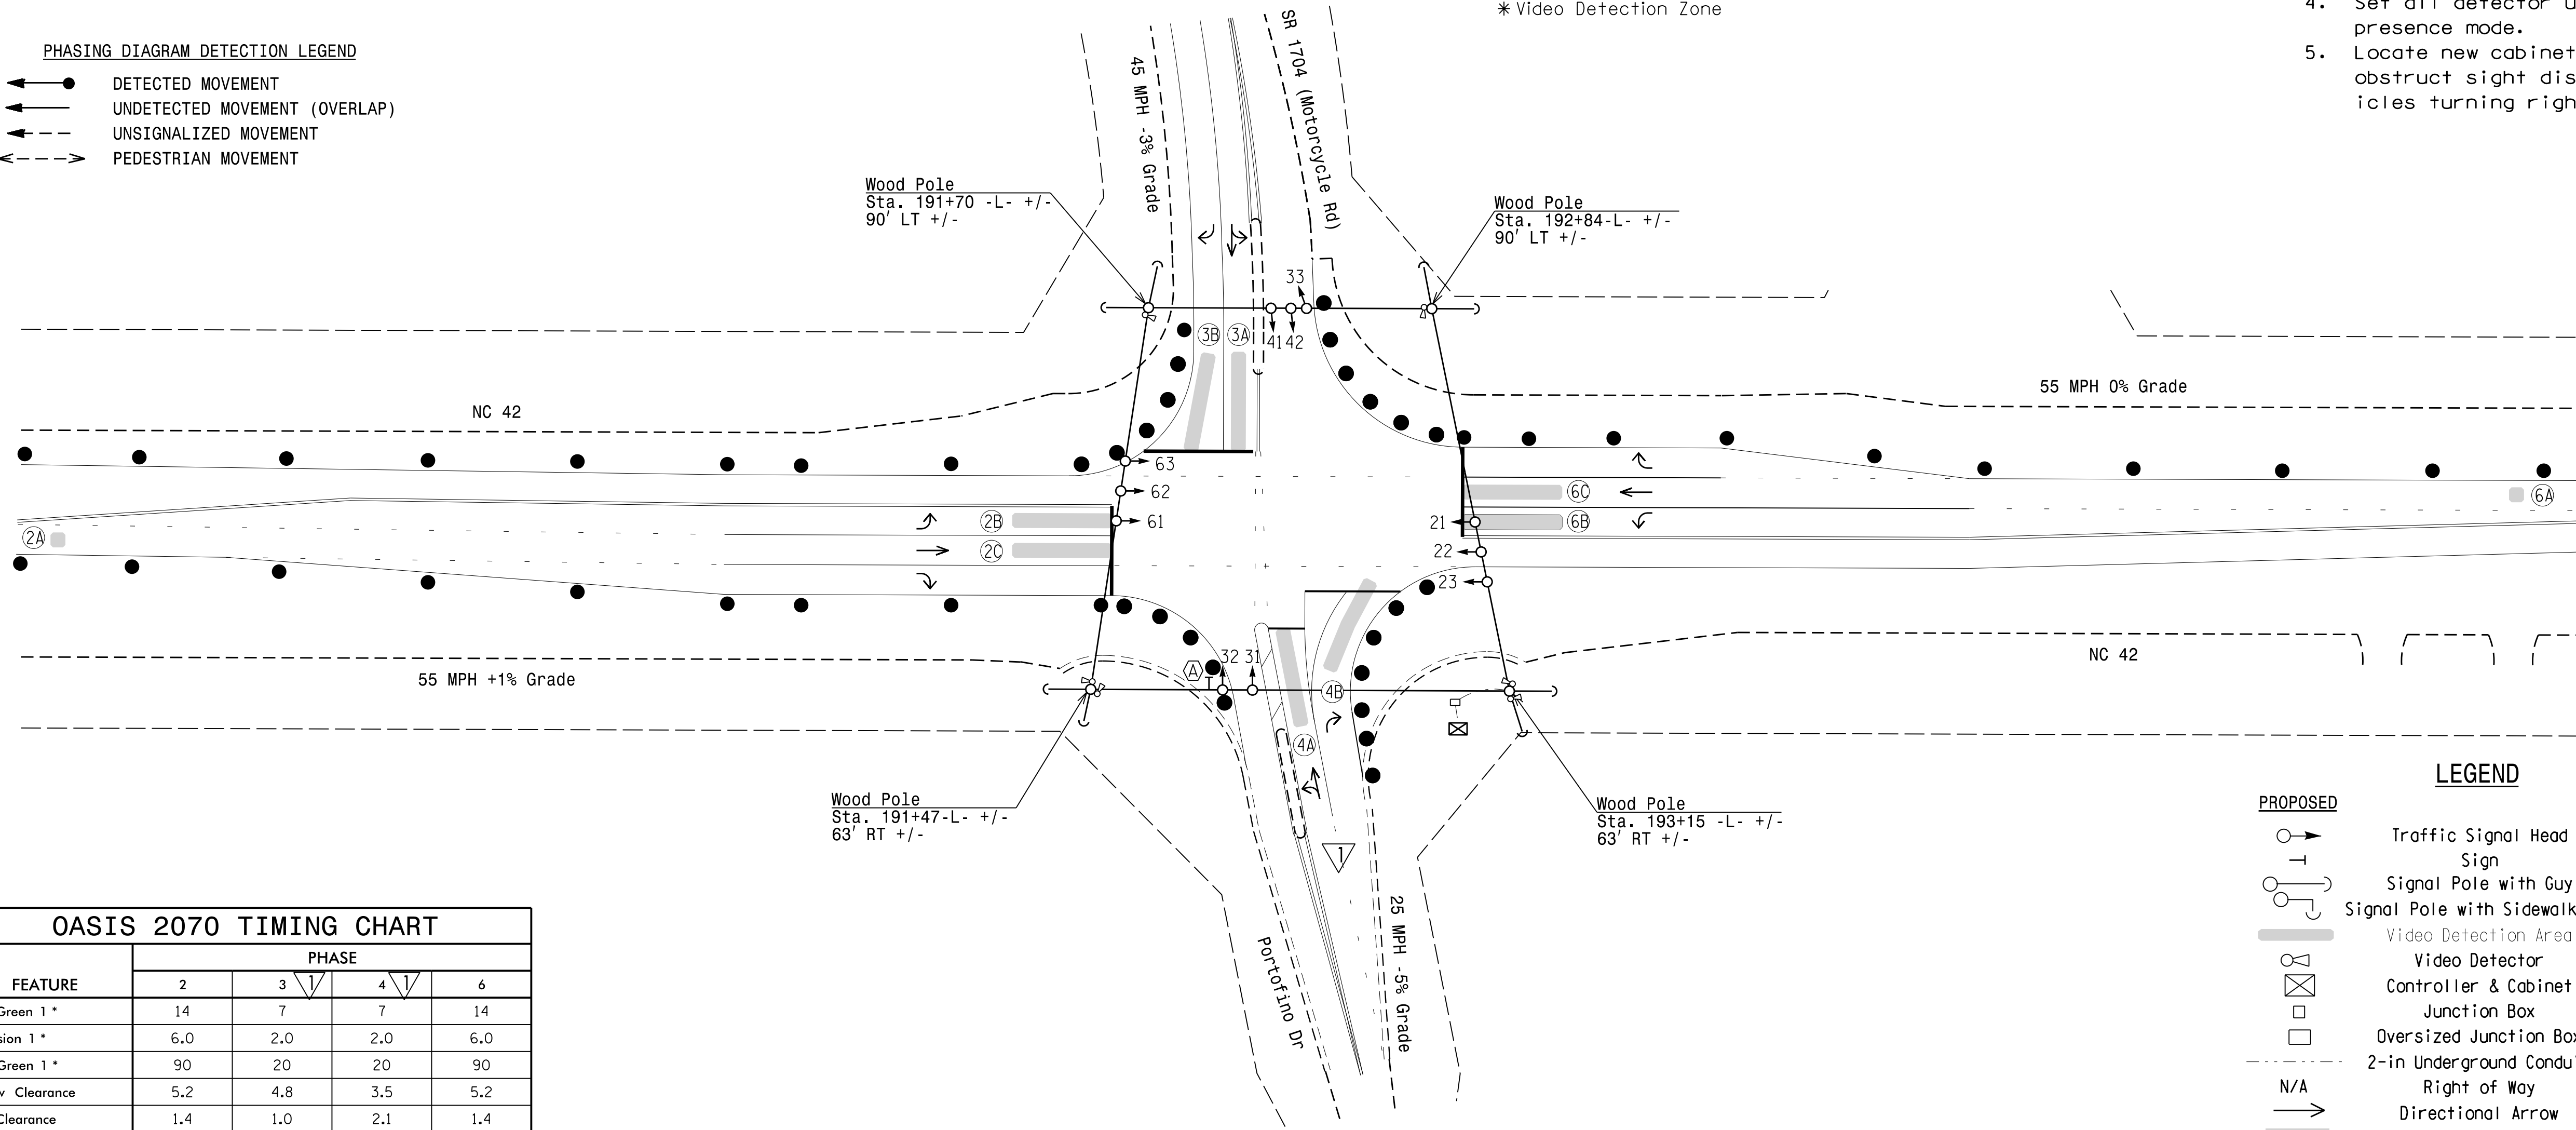 ✳ Video Detection Zone
4. Set all detector u
presence mode.
5. Locate new cabinet
obstruct sight dis
icles turning righ
PHASING DIAGRAM DETECTION LEGEND
DETECTED MOVEMENT
UNDETECTED MOVEMENT (OVERLAP)
UNSIGNALIZED MOVEMENT
PEDESTRIAN MOVEMENT
45 MPH -3% Grade
SR 1704 (Motorcycle Rd)
Wood Pole
Sta. 191+70 -L- +/-
90' LT +/-
Wood Pole
Sta. 192+84-L- +/-
90' LT +/-
33
3B
3A
41
42
55 MPH 0% Grade
NC 42
63
62
61
6C
6B
6A
2A
2B
2C
21
22
23
32
31
A
4B
4A
55 MPH +1% Grade
NC 42
Wood Pole
Sta. 191+47-L- +/-
63' RT +/-
Wood Pole
Sta. 193+15 -L- +/-
63' RT +/-
1
Portofino Dr
25 MPH -5% Grade
OASIS 2070 TIMING CHART
PHASE
FEATURE 2 3 1 4 1 6
Green 1 * 14 7 7 14
sion 1 * 6.0 2.0 2.0 6.0
Green 1 * 90 20 20 90
w Clearance 5.2 4.8 3.5 5.2
Clearance 1.4 1.0 2.1 1.4
LEGEND
PROPOSED
Traffic Signal Head
Sign
Signal Pole with Guy
Signal Pole with Sidewalk
Video Detection Area
Video Detector
Controller & Cabinet
Junction Box
Oversized Junction Box
2-in Underground Condu
N/A Right of Way
Directional Arrow